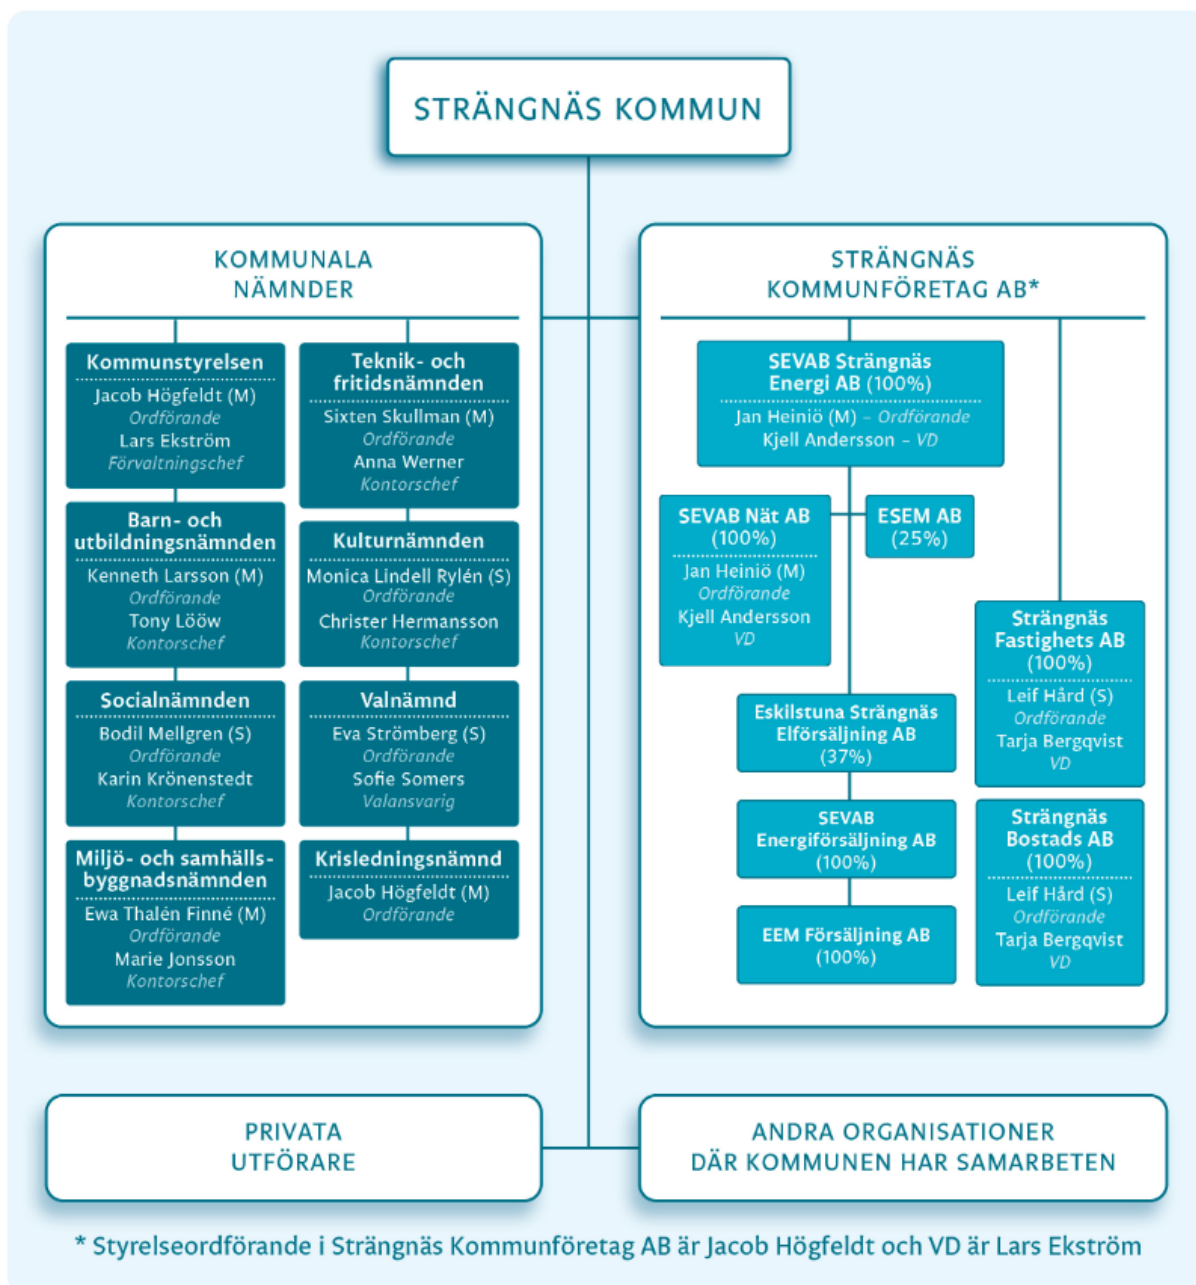 STRÄNGNÄS KOMMUN
KOMMUNALA
NÄMNDER
Kommunstyrelsen
Jacob Högfeldt (M)
Ordförande
Lars Ekström
Förvaltningschef
Barn- och
utbildningsnämnden
Kenneth Larsson (M)
Ordförande
Tony Lööw
Kontorschef
Socialnämnden
Bodil Mellgren (S)
Ordförande
Karin Krönenstedt
Kontorschef
Miljö- och samhälls-
byggnadsnämnden
Ewa Thalén Finné (M)
Ordförande
Marie Jonsson
Kontorschef
Teknik- och
fritidsnämnden
Sixten Skullman (M)
Ordförande
Anna Werner
Kontorschef
Kulturnämnden
Monica Lindell Rylén (S)
Ordförande
Christer Hermansson
Kontorschef
Valnämnd
Eva Strömberg (S)
Ordförande
Sofie Somers
Valansvarig
Krisledningsnämnd
Jacob Högfeldt (M)
Ordförande
STRÄNGNÄS
KOMMUNFÖRETAG AB*
SEVAB Strängnäs
Energi AB (100%)
Jan Heiniö (M) – Ordförande
Kjell Andersson – VD
SEVAB Nät AB
(100%)
Jan Heiniö (M)
Ordförande
Kjell Andersson
VD
ESEM AB
(25%)
Eskilstuna Strängnäs
Elförsäljning AB
(37%)
SEVAB
Energiförsäljning AB
(100%)
EEM Försäljning AB
(100%)
Strängnäs
Fastighets AB
(100%)
Leif Hård (S)
Ordförande
Tarja Bergqvist
VD
Strängnäs
Bostads AB
(100%)
Leif Hård (S)
Ordförande
Tarja Bergqvist
VD
PRIVATA
UTFÖRARE
ANDRA ORGANISATIONER
DÄR KOMMUNEN HAR SAMARBETEN
* Styrelseordförande i Strängnäs Kommunföretag AB är Jacob Högfeldt och VD är Lars Ekström